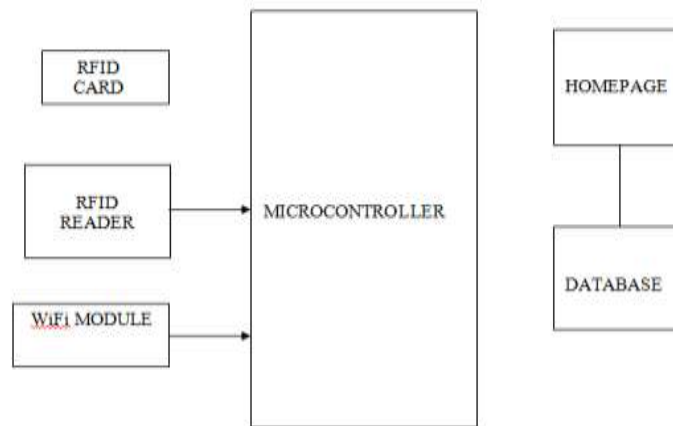 RFID
CARD
HOMEPAGE
RFID
READER
MICROCONTROLLER
DATABASE
WiFi MODULE